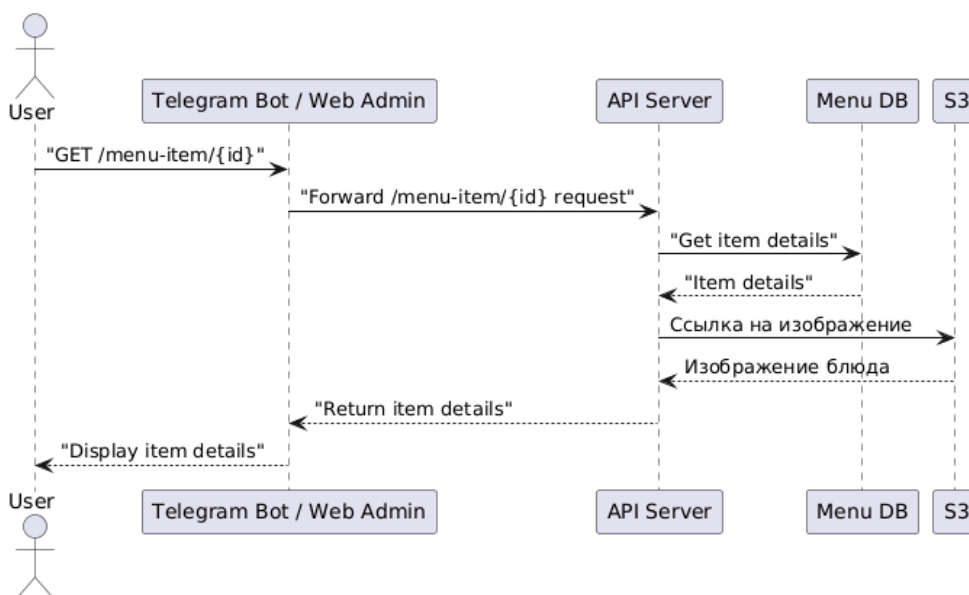 User
Telegram Bot / Web Admin
API Server
Menu DB
S3
"GET /menu-item/{id}"
"Forward /menu-item/{id} request"
"Get item details"
"Item details"
Ссылка на изображение
Изображение блюда
"Return item details"
"Display item details"
User
Telegram Bot / Web Admin
API Server
Menu DB
S3